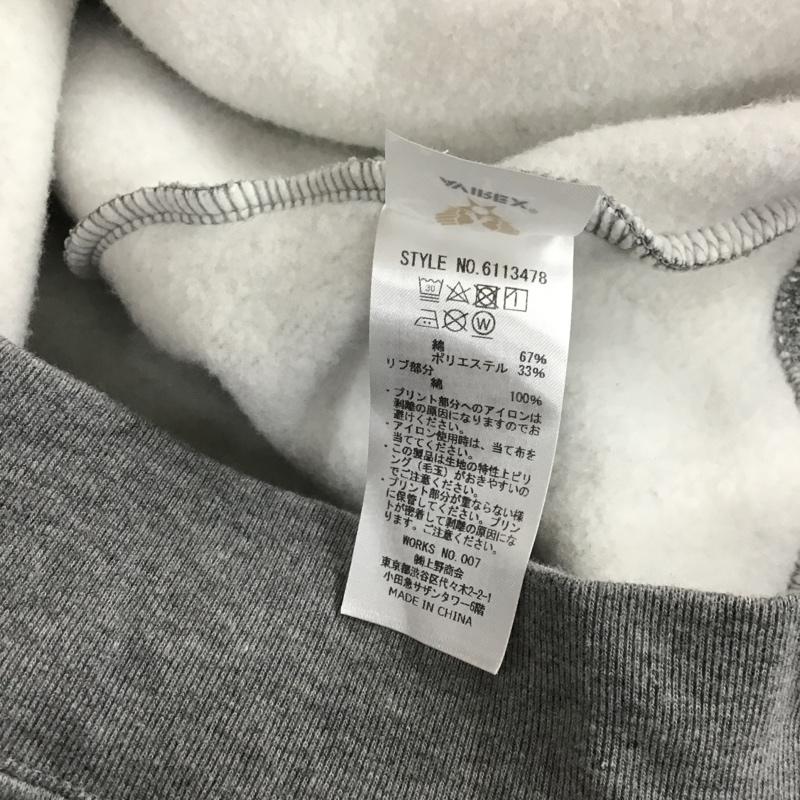 AVIREX®
STYLE NO.6113478
30
W
綿 67%
ポリエステル 33%
リブ部分
綿 100%
・プリント部分へのアイロンは
剥離の原因になりますのでお
避けください。
・アイロン使用時は、当て布を
当ててください。
・この製品は生地の特性上ピリ
ング（毛玉）がおきやすいの
でご注意ください。
・プリント部分が重ならない様
に保管してください。プリン
トが密着して剥離の原因にな
ります。ご注意ください。
WORKS NO.007
㈱上野商会
東京都渋谷区代々木2-2-1
小田急サザンタワー6階
MADE IN CHINA